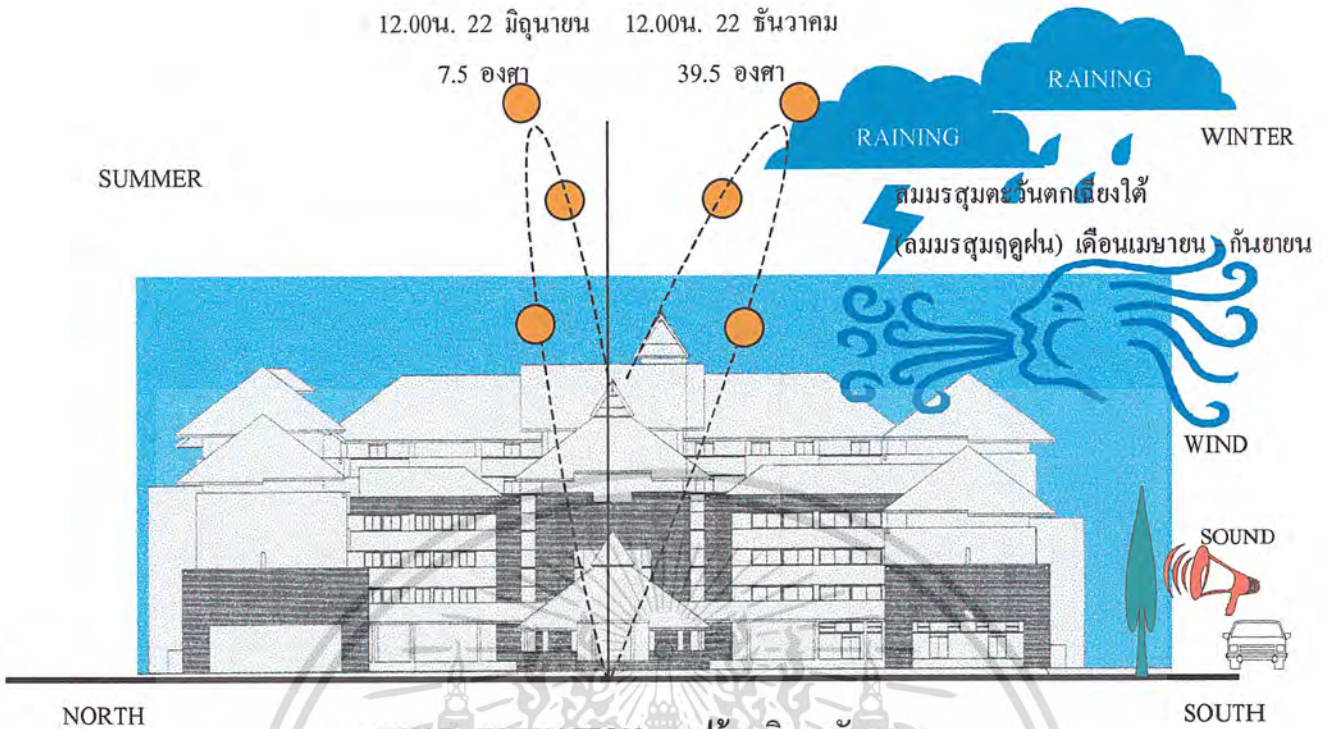 12.00น. 22 มิถุนายน
7.5 องศา
12.00น. 22 ธันวาคม
39.5 องศา
RAINING
RAINING
WINTER
SUMMER
ลมมรสุมตะวันตกเฉียงใต้
(ลมมรสุมฤดูฝน) เดือนเมษายน - กันยายน
WIND
SOUND
NORTH
SOUTH